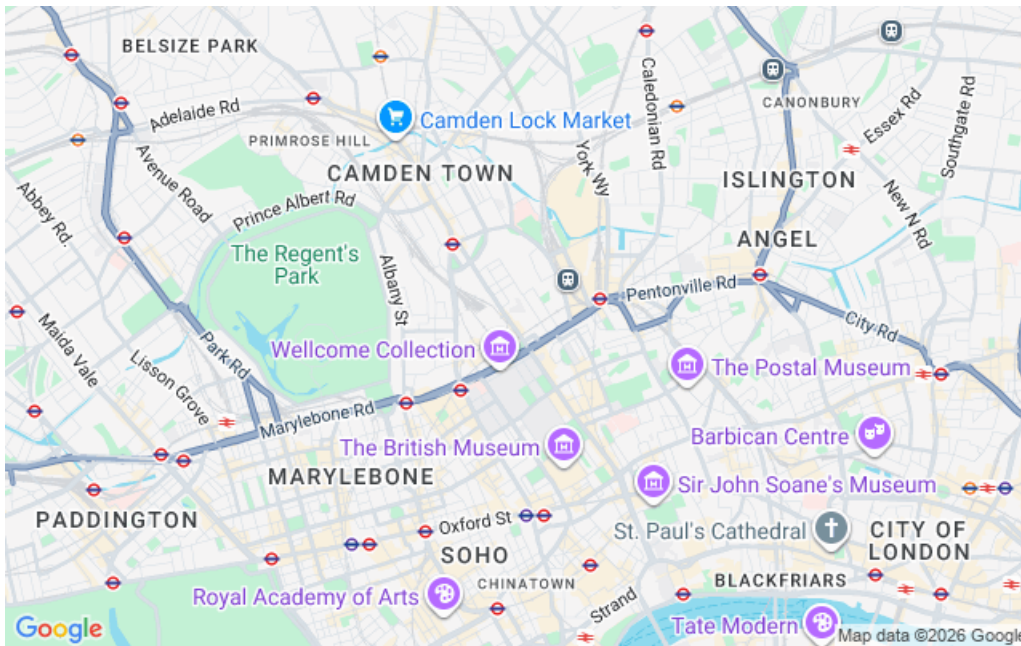 BELSIZE PARK
Adelaide Rd
Camden Lock Market
PRIMROSE HILL
CAMDEN TOWN
York Wy
Caledonian Rd
CANONBURY
Essex Rd
Southgate Rd
ISLINGTON
New N Rd
ANGEL
Abbey Rd.
Avenue Road
Prince Albert Rd
The Regent's
Park
Albany St
Pentonville Rd
City Rd
Maida Vale
Lisson Grove
Park Rd
Wellcome Collection
The Postal Museum
Marylebone Rd
The British Museum
Barbican Centre
MARYLEBONE
Sir John Soane's Museum
PADDINGTON
Oxford St
SOHO
St. Paul's Cathedral
CITY OF
LONDON
CHINATOWN
BLACKFRIARS
Royal Academy of Arts
Strand
Tate Modern
Google
Map data ©2026 Google